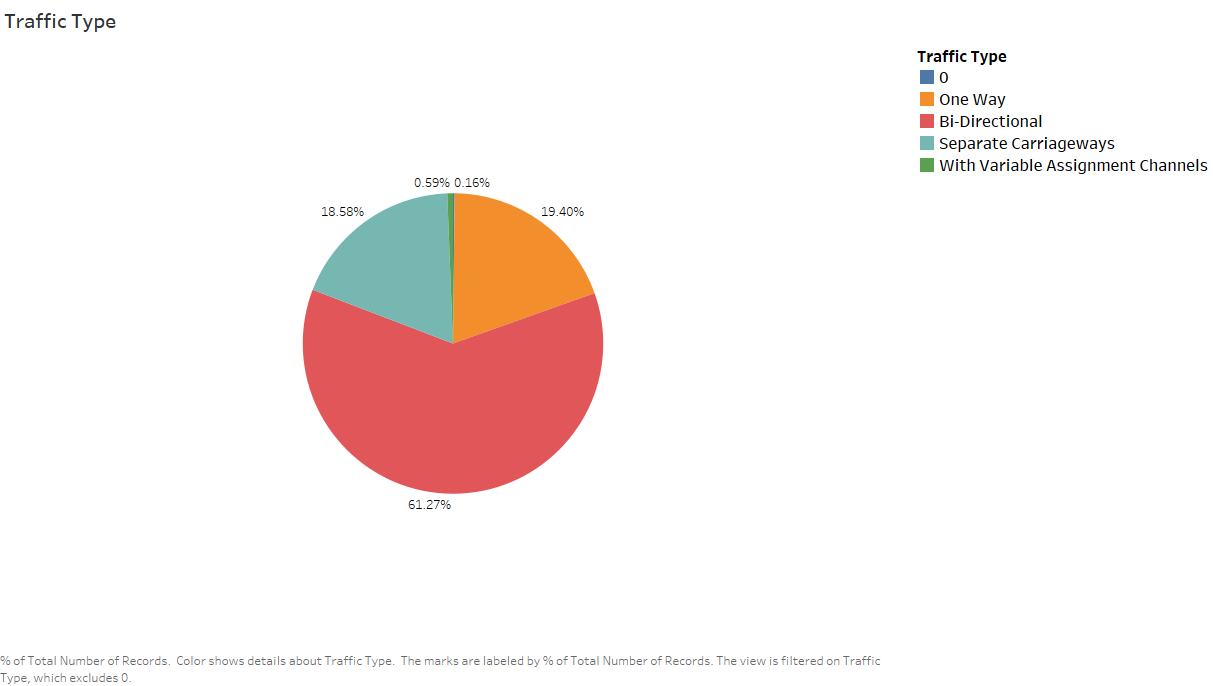 Traffic Type
Traffic Type
0
One Way
Bi-Directional
Separate Carriageways
With Variable Assignment Channels
0.59% 0.16%
18.58%
19.40%
61.27%
% of Total Number of Records.  Color shows details about Traffic Type.  The marks are labeled by % of Total Number of Records. The view is filtered on Traffic
Type, which excludes 0.